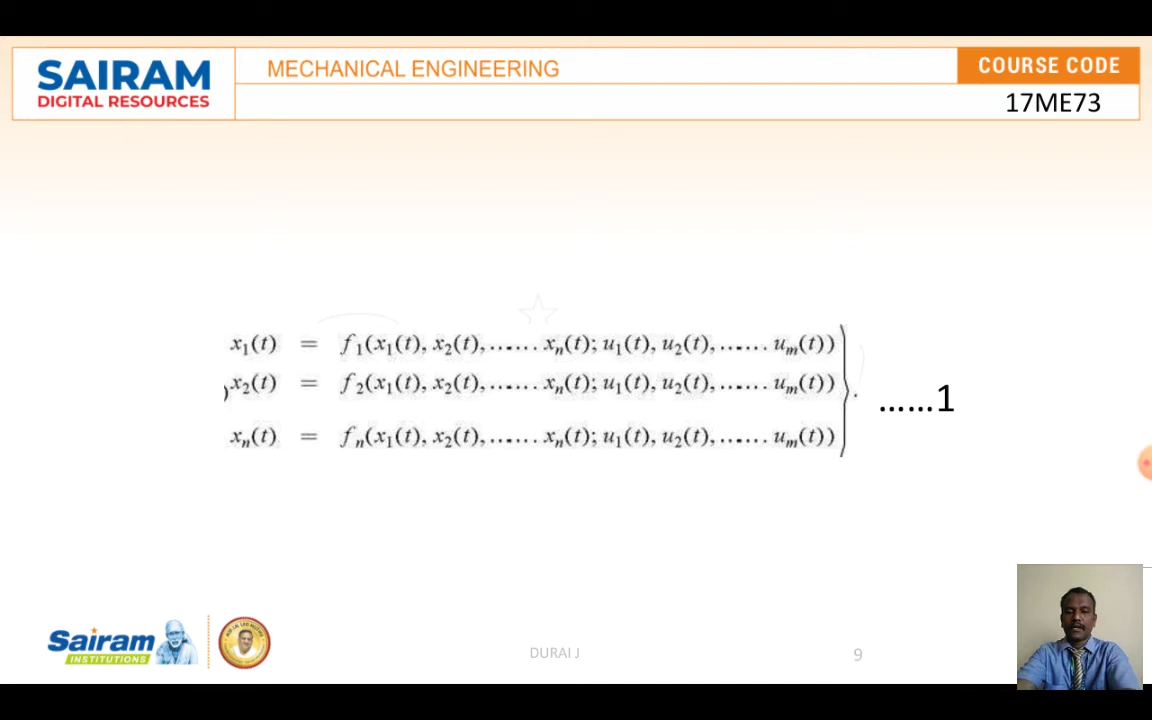 SAIRAM
DIGITAL RESOURCES
MECHANICAL ENGINEERING
COURSE CODE
17ME73
x₁(t) = f₁(x₁(t), x₂(t),...... xₙ(t); u₁(t), u₂(t),...... uₘ(t))
x₂(t) = f₂(x₁(t), x₂(t),...... xₙ(t); u₁(t), u₂(t),...... uₘ(t))
xₙ(t) = fₙ(x₁(t), x₂(t),...... xₙ(t); u₁(t), u₂(t),...... uₘ(t))
......1
Sairam
INSTITUTIONS
DURAI J
9